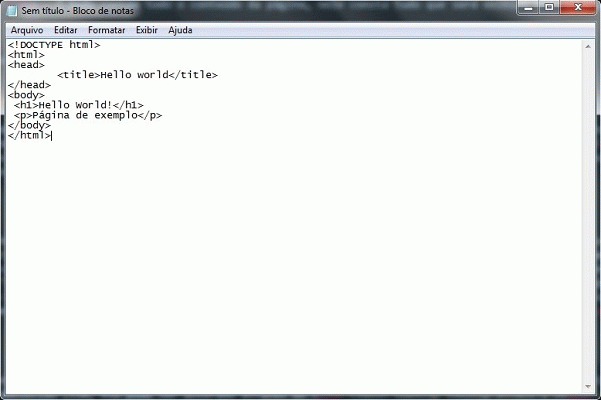 Sem título - Bloco de notas
Arquivo Editar Formatar Exibir Ajuda
<!DOCTYPE html>
<html>
<head>
        <title>Hello world</title>
</head>
<body>
 <h1>Hello World!</h1>
 <p>Página de exemplo</p>
</body>
</html>